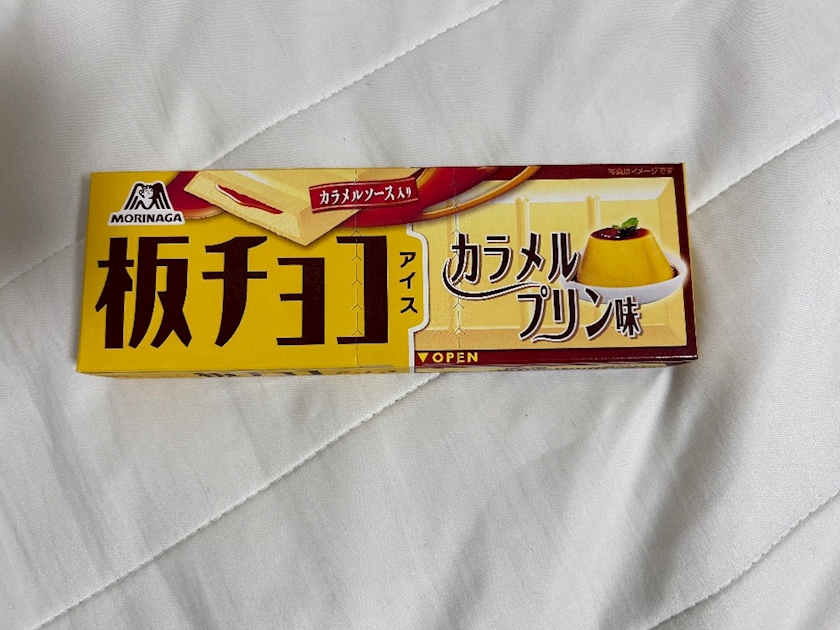 写真はイメージです
カラメルソース入り
MORINAGA
板チョコ
アイス
カラメル
プリン味
▼OPEN